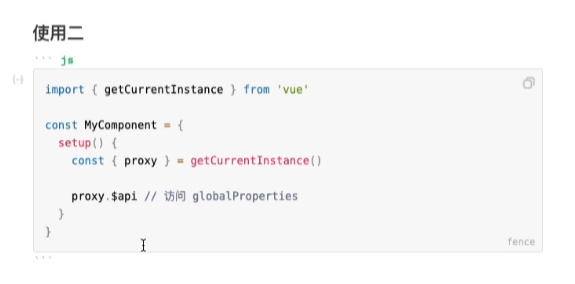 使用二
``` js
import { getCurrentInstance } from 'vue'
const MyComponent = {
  setup() {
    const { proxy } = getCurrentInstance()
    proxy.$api // 访问 globalProperties
  }
}
fence
```